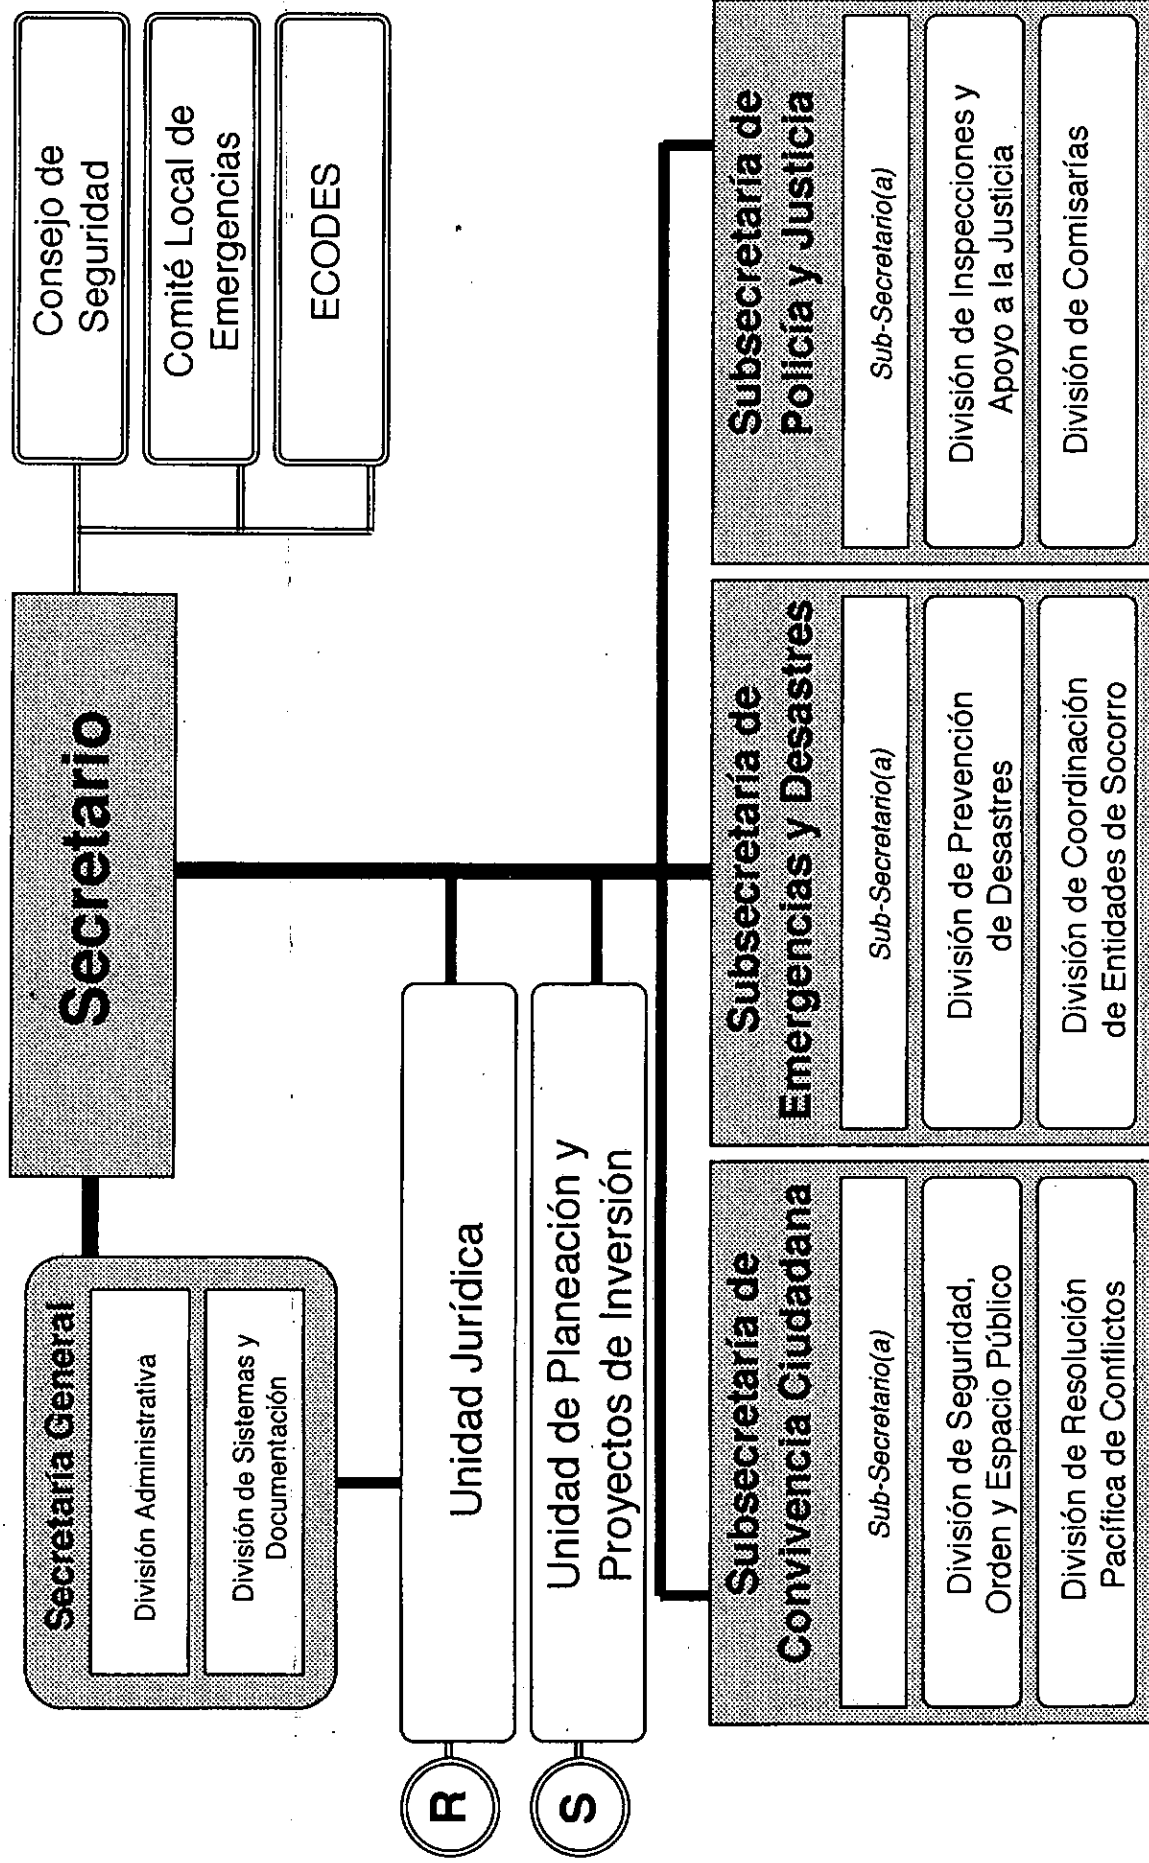 Secretario
Consejo de
Seguridad
Comité Local de
Emergencias
ECODES
Secretaría General
División Administrativa
División de Sistemas y
Documentación
R
Unidad Jurídica
S
Unidad de Planeación y
Proyectos de Inversión
Subsecretaría de
Convivencia Ciudadana
Sub-Secretario(a)
División de Seguridad,
Orden y Espacio Público
División de Resolución
Pacífica de Conflictos
Subsecretaría de
Emergencias y Desastres
Sub-Secretario(a)
División de Prevención
de Desastres
División de Coordinación
de Entidades de Socorro
Subsecretaría de
Policía y Justicia
Sub-Secretario(a)
División de Inspecciones y
Apoyo a la Justicia
División de Comisarías